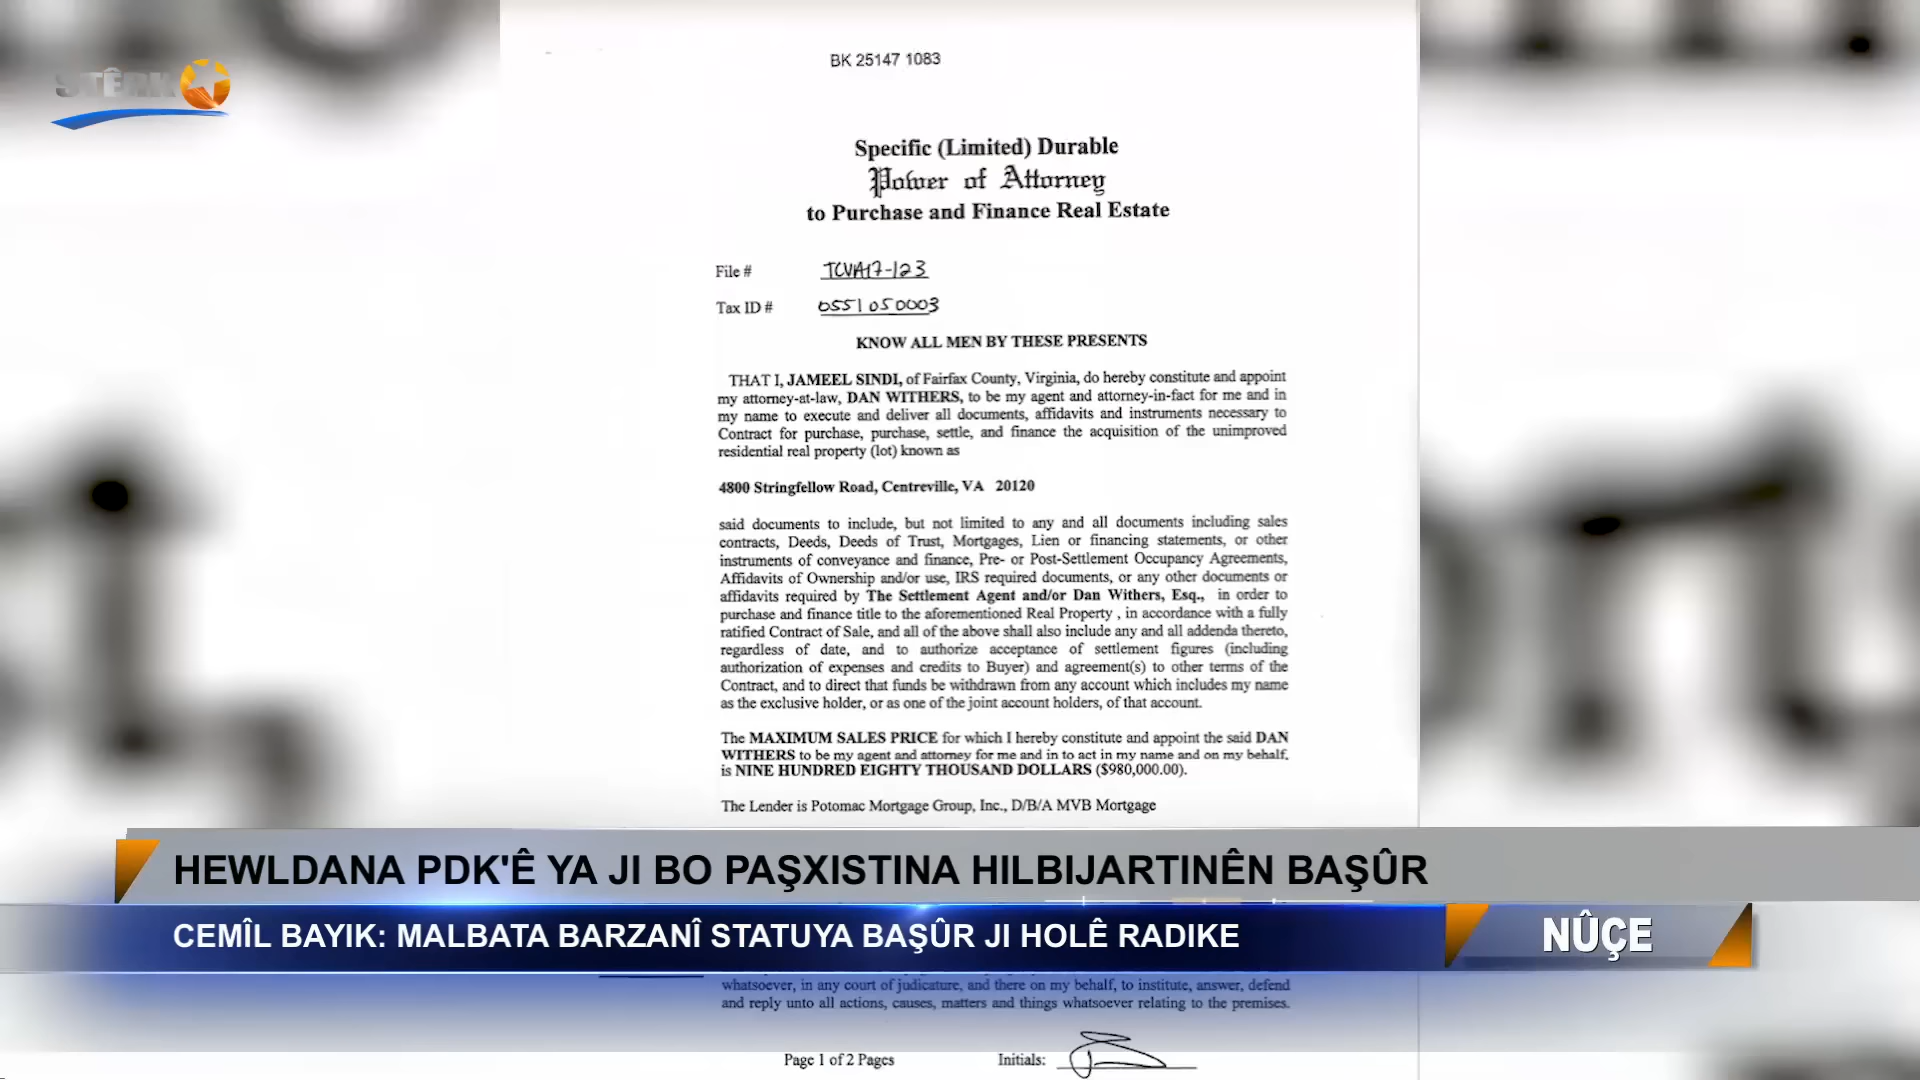 STÊRK
BK 25147 1083
Specific (Limited) Durable
Power of Attorney
to Purchase and Finance Real Estate
File # TCVA17-123
Tax ID # 0551 05 0003
KNOW ALL MEN BY THESE PRESENTS
THAT I, JAMEEL SINDI, of Fairfax County, Virginia, do hereby constitute and appoint
my attorney-at-law, DAN WITHERS, to be my agent and attorney-in-fact for me and in
my name to execute and deliver all documents, affidavits and instruments necessary to
Contract for purchase, purchase, settle, and finance the acquisition of the unimproved
residential real property (lot) known as
4800 Stringfellow Road, Centreville, VA 20120
said documents to include, but not limited to any and all documents including sales
contracts, Deeds, Deeds of Trust, Mortgages, Lien or financing statements, or other
instruments of conveyance and finance, Pre- or Post-Settlement Occupancy Agreements,
Affidavits of Ownership and/or use, IRS required documents, or any other documents or
affidavits required by The Settlement Agent and/or Dan Withers, Esq., in order to
purchase and finance title to the aforementioned Real Property , in accordance with a fully
ratified Contract of Sale, and all of the above shall also include any and all addenda thereto,
regardless of date, and to authorize acceptance of settlement figures (including
authorization of expenses and credits to Buyer) and agreement(s) to other terms of the
Contract, and to direct that funds be withdrawn from any account which includes my name
as the exclusive holder, or as one of the joint account holders, of that account.
The MAXIMUM SALES PRICE for which I hereby constitute and appoint the said DAN
WITHERS to be my agent and attorney for me and in to act in my name and on my behalf,
is NINE HUNDRED EIGHTY THOUSAND DOLLARS ($980,000.00).
The Lender is Potomac Mortgage Group, Inc., D/B/A MVB Mortgage
HEWLDANA PDK'Ê YA JI BO PAŞXISTINA HILBIJARTINÊN BAŞÛR
CEMÎL BAYIK: MALBATA BARZANÎ STATUYA BAŞÛR JI HOLÊ RADIKE
NÛÇE
whatsoever, in any court of judicature, and there on my behalf, to institute, answer, defend
and reply unto all actions, causes, matters and things whatsoever relating to the premises.
Page 1 of 2 Pages Initials: